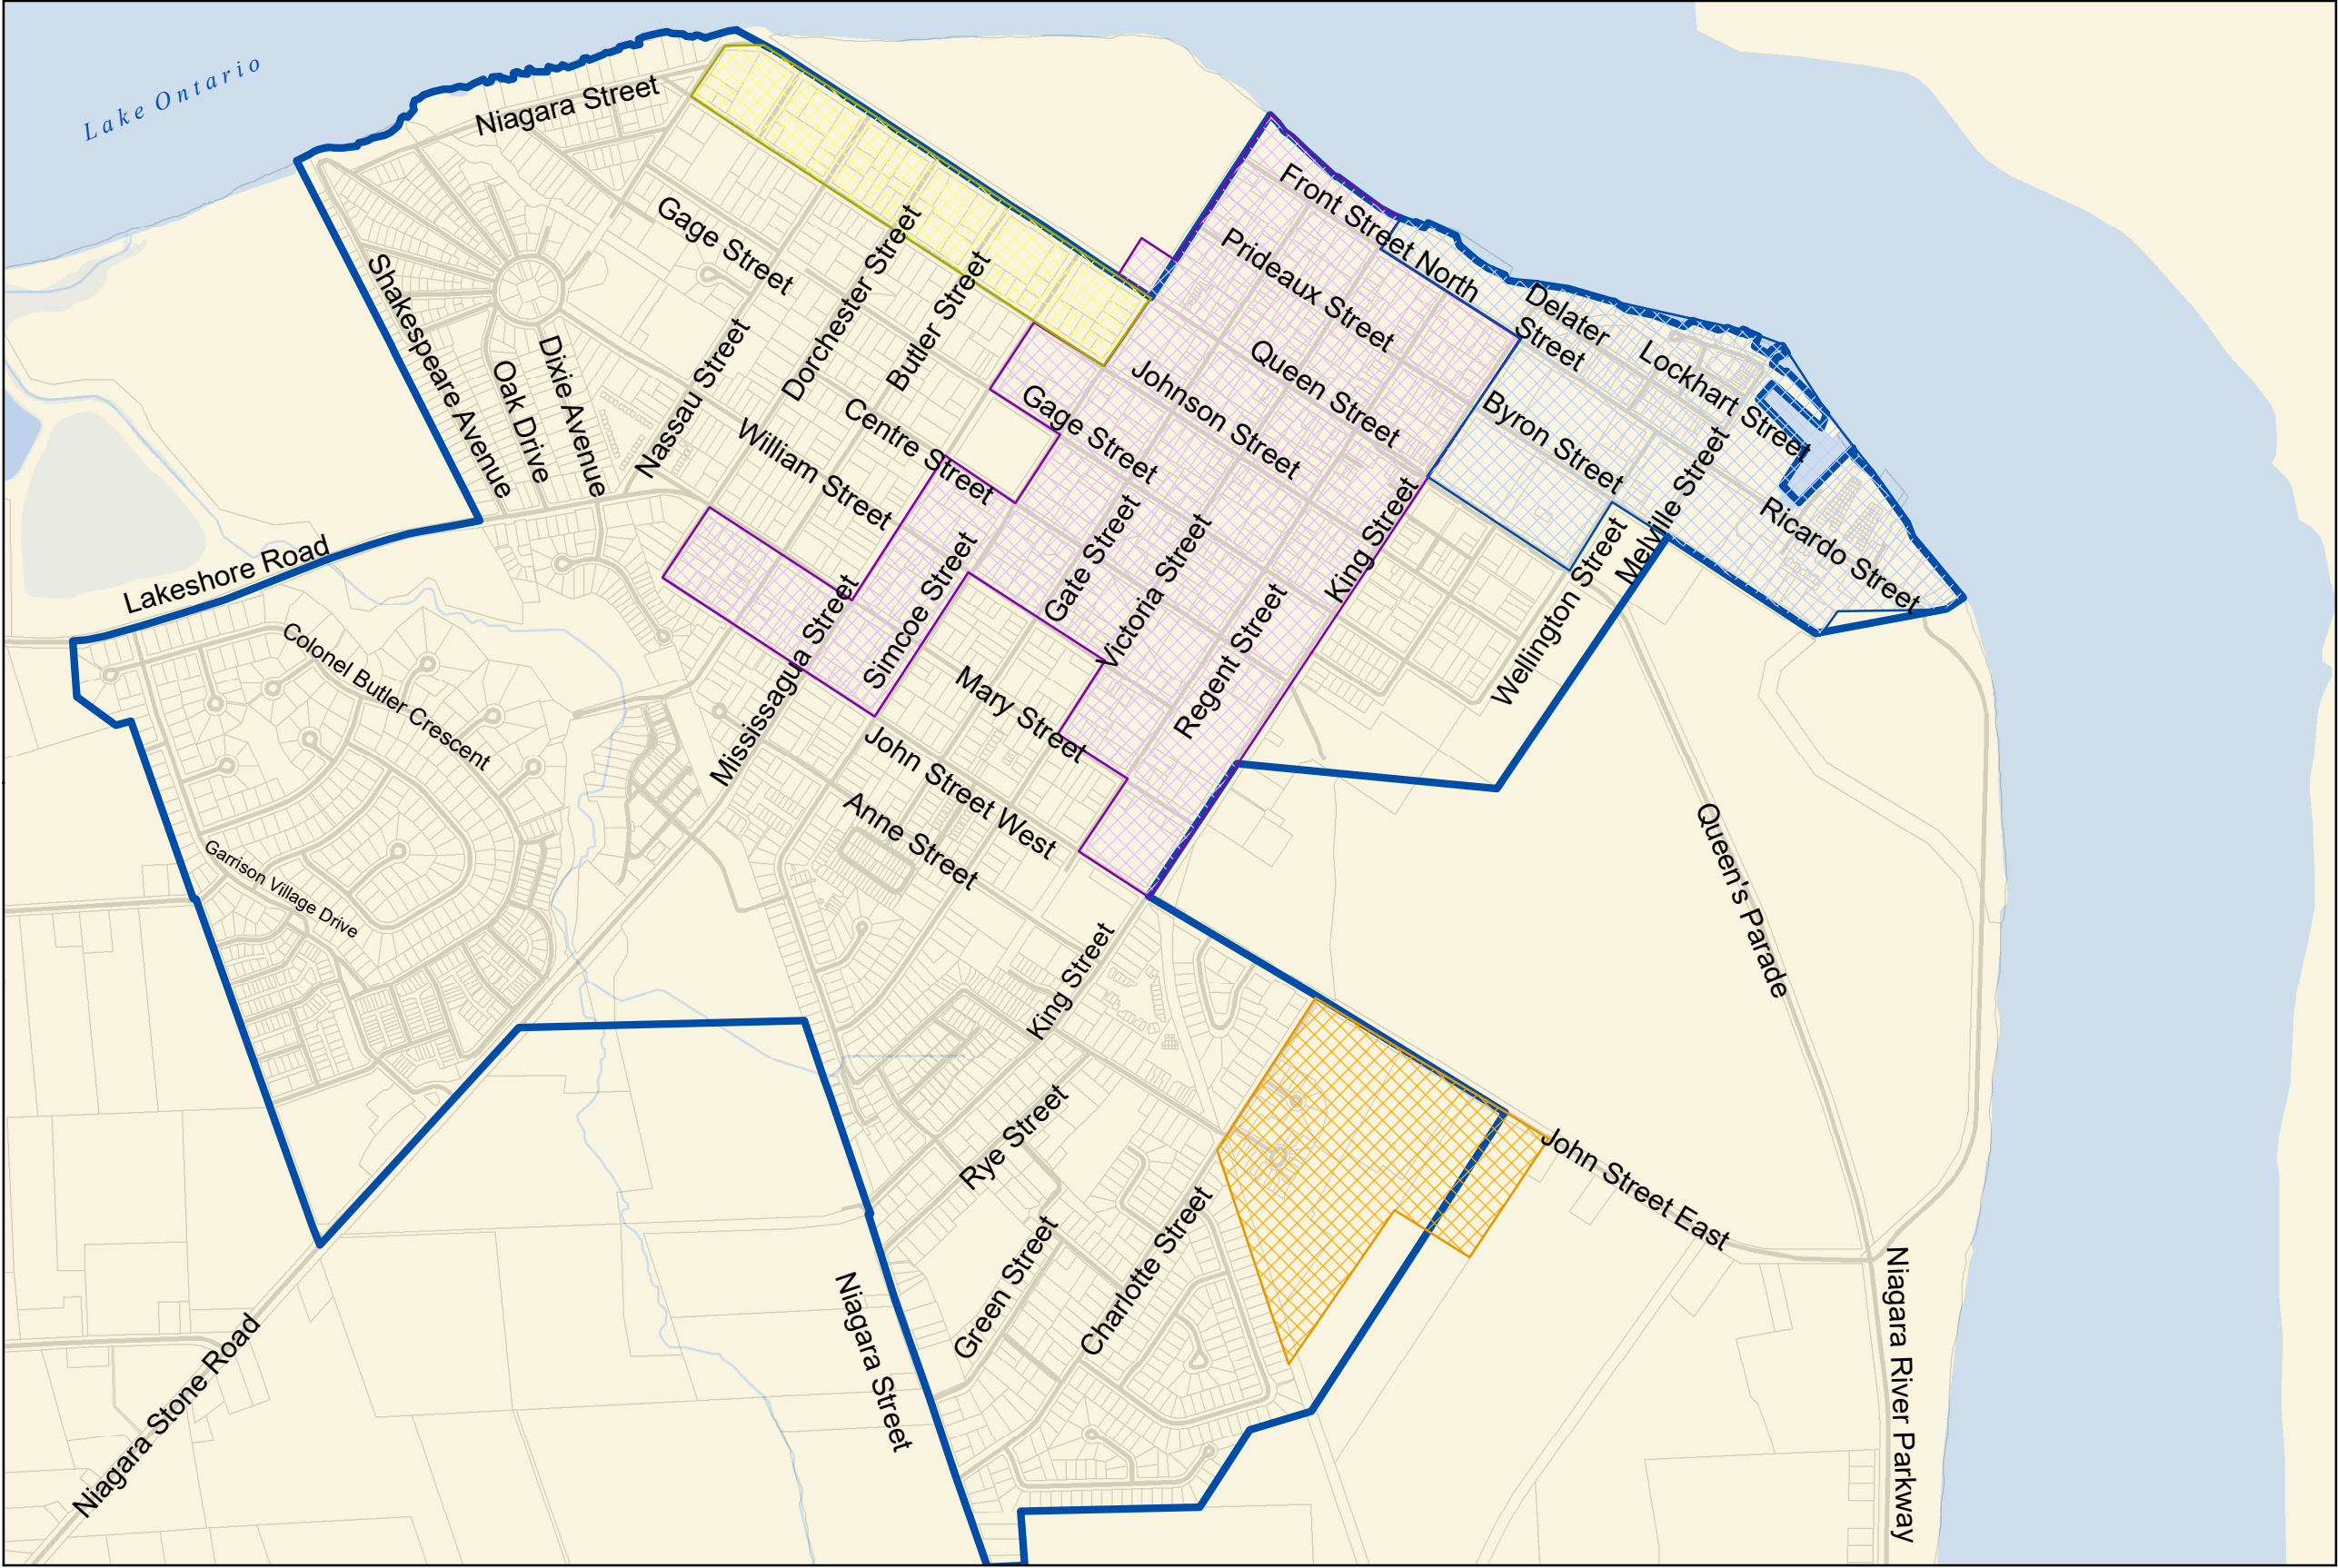 Lake Ontario
Niagara Street
Front Street North
Gage Street
Prideaux Street
Delater
Street
Shakespeare Avenue
Dorchester Street
Butler Street
Queen Street
Lockhart Street
Oak Drive
Dixie Avenue
Nassau Street
Johnson Street
Gage Street
Centre Street
Byron Street
William Street
Melville Street
King Street
Ricardo Street
Lakeshore Road
Gate Street
Victoria Street
Wellington Street
Simcoe Street
Regent Street
Mississagua Street
Colonel Butler Crescent
Mary Street
John Street West
Anne Street
Garrison Village Drive
Queen's Parade
King Street
Rye Street
John Street East
Green Street
Charlotte Street
Niagara Street
Niagara Stone Road
Niagara River Parkway